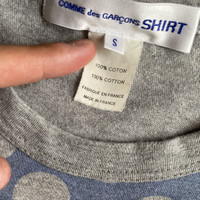 COMME des GARÇONS SHIRT
S
100% COTON
100% COTTON
FABRIQUE EN FRANCE
MADE IN FRANCE